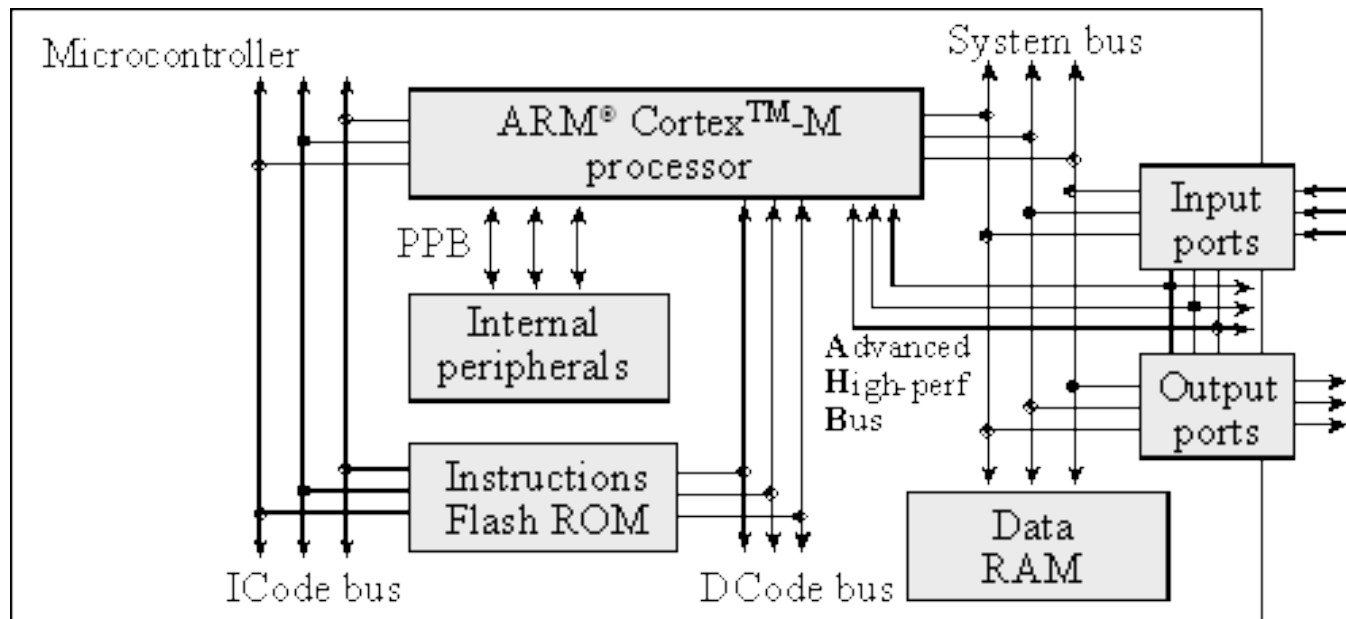 Microcontroller
System bus
ARM® Cortex™-M
processor
Input
ports
PPB
Internal
peripherals
Advanced
High-perf
Bus
Output
ports
Instructions
Flash ROM
Data
RAM
ICode bus
DCode bus